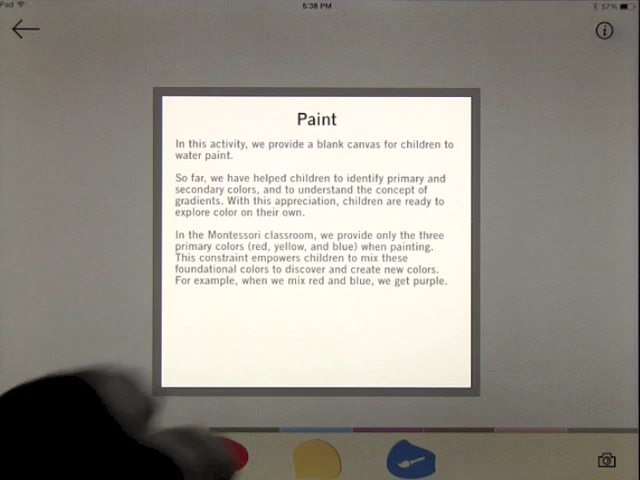 Pad
5:38 PM
57%
Paint
In this activity, we provide a blank canvas for children to
water paint.
So far, we have helped children to identify primary and
secondary colors, and to understand the concept of
gradients. With this appreciation, children are ready to
explore color on their own.
In the Montessori classroom, we provide only the three
primary colors (red, yellow, and blue) when painting.
This constraint empowers children to mix these
foundational colors to discover and create new colors.
For example, when we mix red and blue, we get purple.